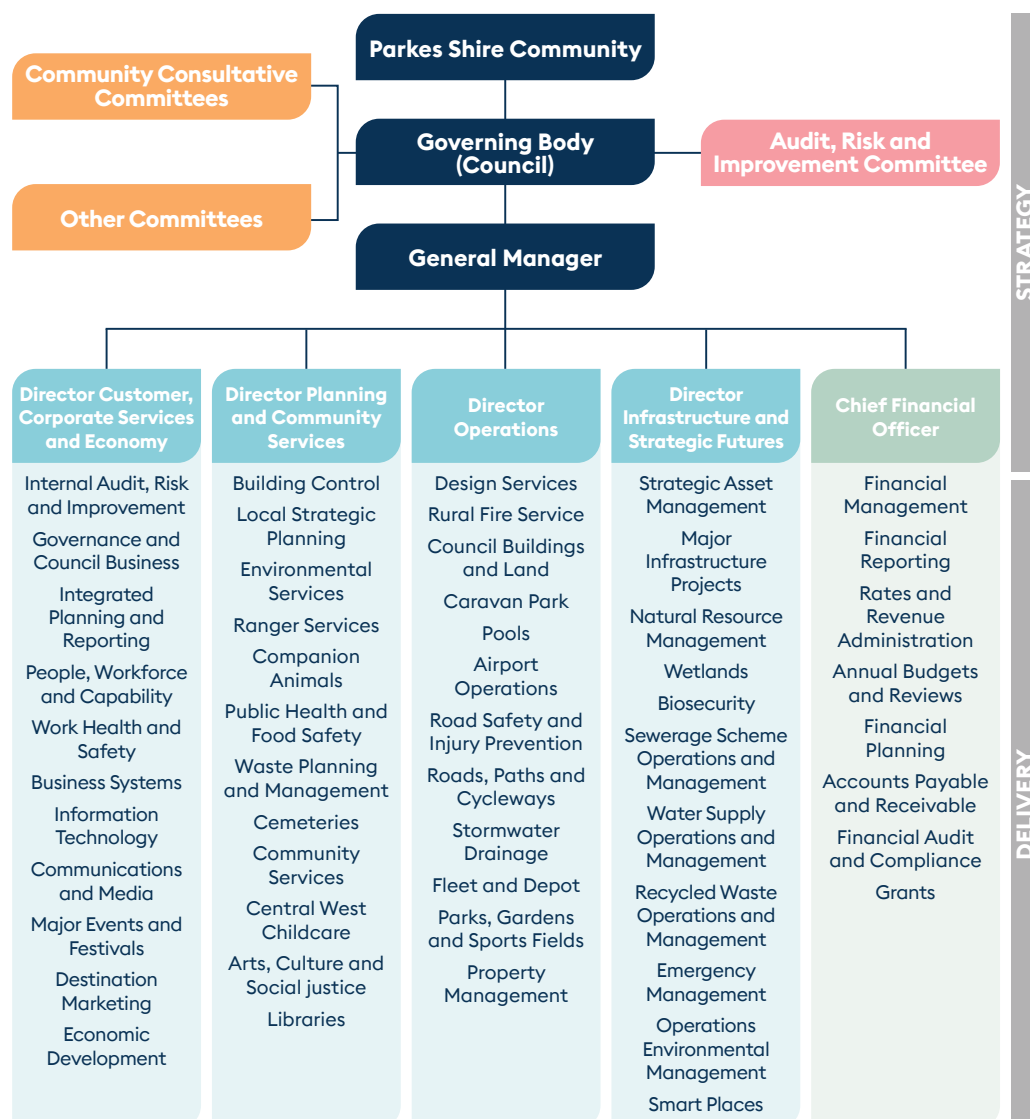 Parkes Shire Community
Community Consultative
Committees
Governing Body
(Council)
Audit, Risk and
Improvement Committee
Other Committees
General Manager
STRATEGY
Director Customer,
Corporate Services
and Economy
Internal Audit, Risk
and Improvement
Governance and
Council Business
Integrated
Planning and
Reporting
People, Workforce
and Capability
Work Health and
Safety
Business Systems
Information
Technology
Communications
and Media
Major Events and
Festivals
Destination
Marketing
Economic
Development
Director Planning
and Community
Services
Building Control
Local Strategic
Planning
Environmental
Services
Ranger Services
Companion
Animals
Public Health and
Food Safety
Waste Planning
and Management
Cemeteries
Community
Services
Central West
Childcare
Arts, Culture and
Social justice
Libraries
Director
Operations
Design Services
Rural Fire Service
Council Buildings
and Land
Caravan Park
Pools
Airport
Operations
Road Safety and
Injury Prevention
Roads, Paths and
Cycleways
Stormwater
Drainage
Fleet and Depot
Parks, Gardens
and Sports Fields
Property
Management
Director
Infrastructure and
Strategic Futures
Strategic Asset
Management
Major
Infrastructure
Projects
Natural Resource
Management
Wetlands
Biosecurity
Sewerage Scheme
Operations and
Management
Water Supply
Operations and
Management
Recycled Waste
Operations and
Management
Emergency
Management
Operations
Environmental
Management
Smart Places
Chief Financial
Officer
Financial
Management
Financial
Reporting
Rates and
Revenue
Administration
Annual Budgets
and Reviews
Financial
Planning
Accounts Payable
and Receivable
Financial Audit
and Compliance
Grants
DELIVERY